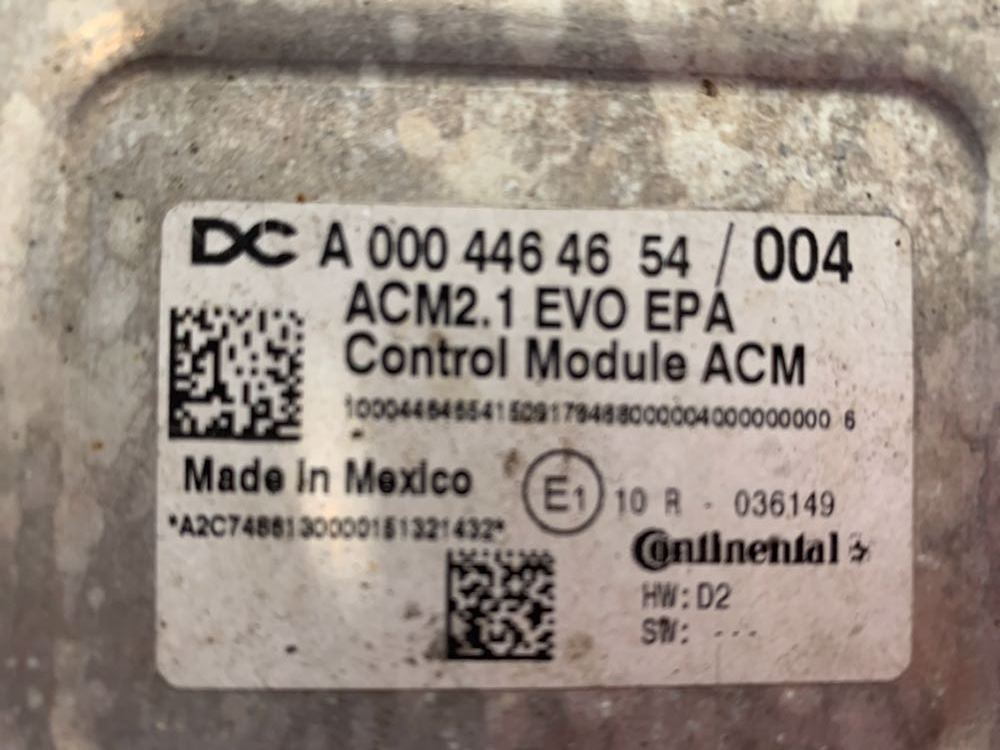 DC A 000 446 46 54 / 004
ACM2.1 EVO EPA
Control Module ACM
Made in Mexico
E1 10 R - 036149
Continental
HW: D2
SW: ---